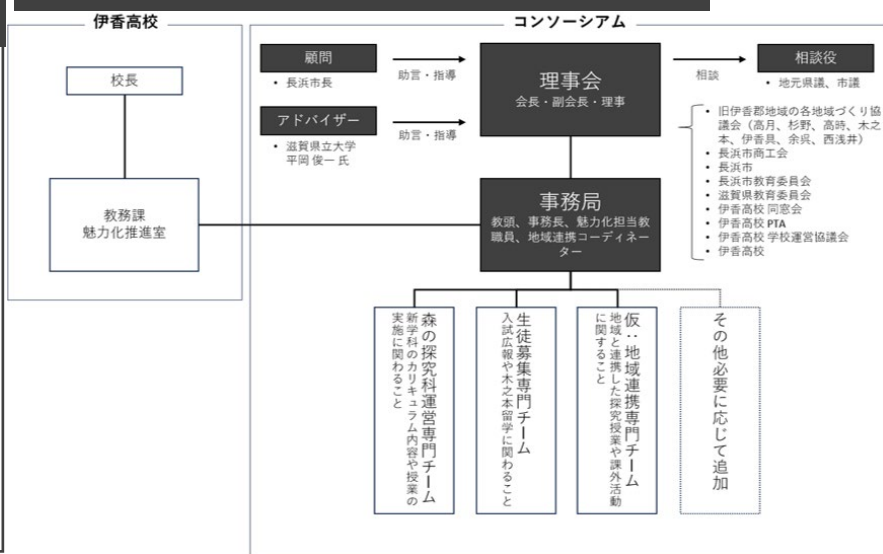 伊香高校
校長
教務課
魅力化推進室
コンソーシアム
顧問
• 長浜市長
助言・指導
アドバイザー
• 滋賀県立大学
平岡 俊一 氏
助言・指導
理事会
会長・副会長・理事
相談
相談役
• 地元県議、市議
• 旧伊香郡地域の各地域づくり協
議会（高月、杉野、高時、木之
本、伊香具、余呉、西浅井）
• 長浜市商工会
• 長浜市
• 長浜市教育委員会
• 滋賀県教育委員会
• 伊香高校 同窓会
• 伊香高校 PTA
• 伊香高校 学校運営協議会
• 伊香高校
事務局
教頭、事務長、魅力化担当教
職員、地域連携コーディネー
ター
森の探究科運営専門チーム
新学科のカリキュラム内容や授業の
実施に関わること
生徒募集専門チーム
入試広報や木之本留学に関わること
仮：地域連携専門チーム
地域と連携した探究授業や課外活動
に関すること
その他必要に応じて追加